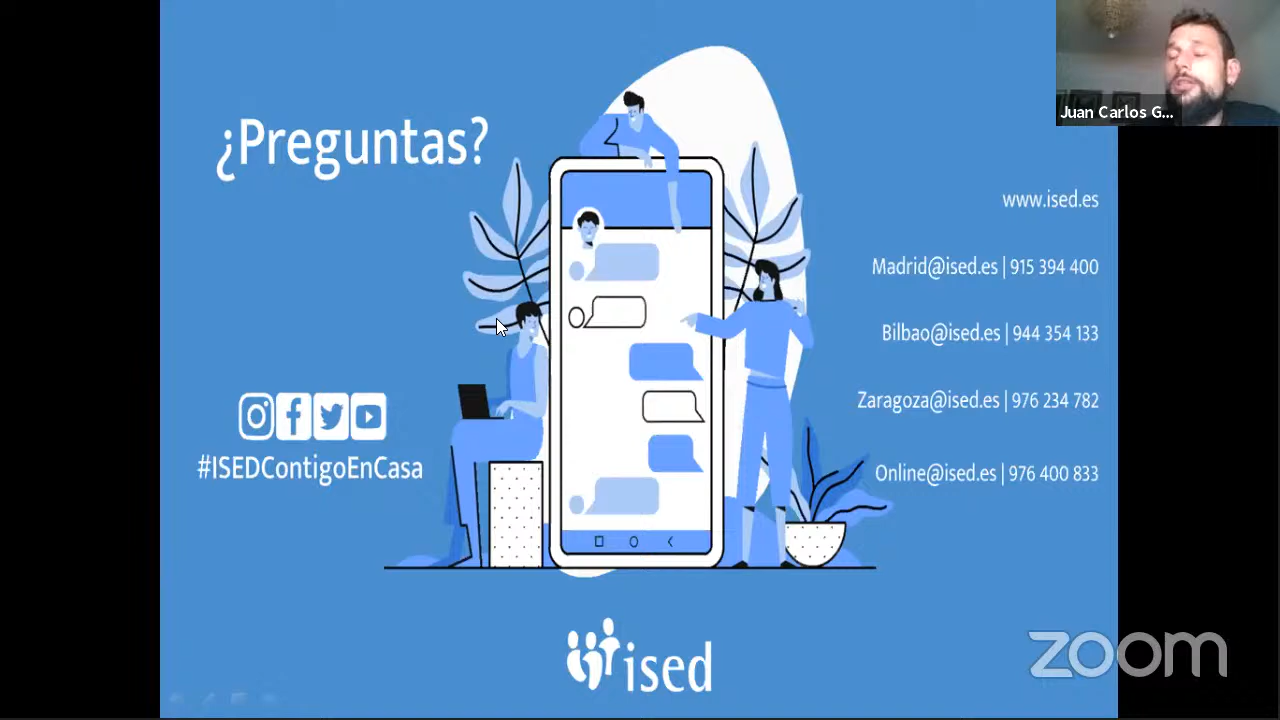 ¿Preguntas?
Juan Carlos G...
www.ised.es
Madrid@ised.es | 915 394 400
Bilbao@ised.es | 944 354 133
Zaragoza@ised.es | 976 234 782
Online@ised.es | 976 400 833
#ISEDContigoEnCasa
ised
zoom